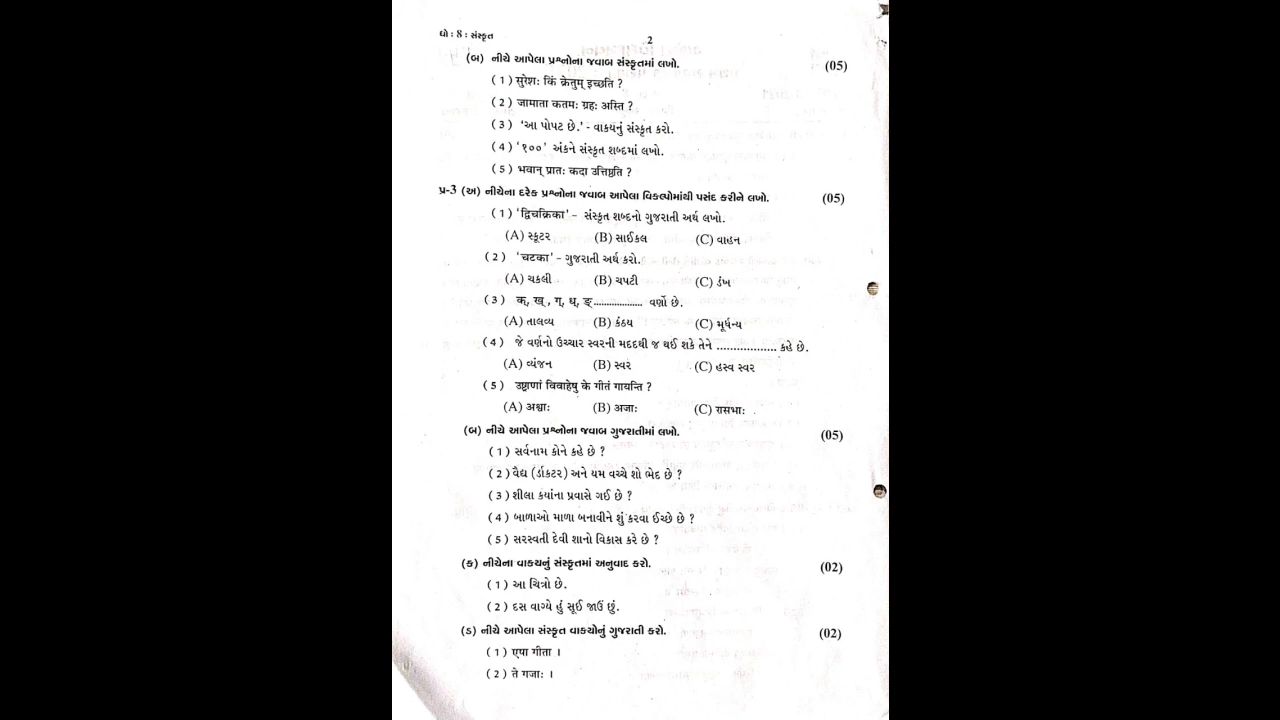 ધો : 8 : સંસ્કૃત
2
(બ) નીચે આપેલા પ્રશ્નોના જવાબ સંસ્કૃતમાં લખો. (05)
(1) सुरेशः किं क्रेतुम् इच्छति ?
(2) जामाता कतमः ग्रहः अस्ति ?
(3) ‘આ પોપટ છે.’ - વાક્યનું સંસ્કૃત કરો.
(4) ‘१००’ અંકને સંસ્કૃત શબ્દમાં લખો.
(5) भवान् प्रातः कदा उत्तिष्ठति ?
પ્ર-3 (અ) નીચેના દરેક પ્રશ્નોના જવાબ આપેલા વિકલ્પોમાંથી પસંદ કરીને લખો. (05)
(1) ‘द्विचक्रिका’ – સંસ્કૃત શબ્દનો ગુજરાતી અર્થ લખો.
(A) સ્કૂટર (B) સાઈકલ (C) વાહન
(2) ‘चटका’ – ગુજરાતી અર્થ કરો.
(A) ચકલી (B) ચપટી (C) ડંખ
(3) क्, ख्, ग्, घ्, ङ् .................. વર્ણો છે.
(A) તાલવ્ય (B) કંઠય (C) મૂર્ધન્ય
(4) જે વર્ણનો ઉચ્ચાર સ્વરની મદદથી જ થઈ શકે તેને .................. કહે છે.
(A) વ્યંજન (B) સ્વર (C) હસ્વ સ્વર
(5) उष्ट्राणां विवाहेषु के गीतं गायन्ति ?
(A) अश्वाः (B) अजाः (C) रासभाः
(બ) નીચે આપેલા પ્રશ્નોના જવાબ ગુજરાતીમાં લખો. (05)
(1) સર્વનામ કોને કહે છે ?
(2) વૈદ્ય (ર્ડાકટર) અને યમ વચ્ચે શો ભેદ છે ?
(3) શીલા કયાંના પ્રવાસે ગઈ છે ?
(4) બાળાઓ માળા બનાવીને શું કરવા ઈચ્છે છે ?
(5) સરસ્વતી દેવી શાનો વિકાસ કરે છે ?
(ક) નીચેના વાક્યનું સંસ્કૃતમાં અનુવાદ કરો. (02)
(1) આ ચિત્રો છે.
(2) દસ વાગ્યે હું સૂઈ જાઉં છું.
(ડ) નીચે આપેલા સંસ્કૃત વાક્યોનું ગુજરાતી કરો. (02)
(1) एषा गीता ।
(2) ते गजाः ।